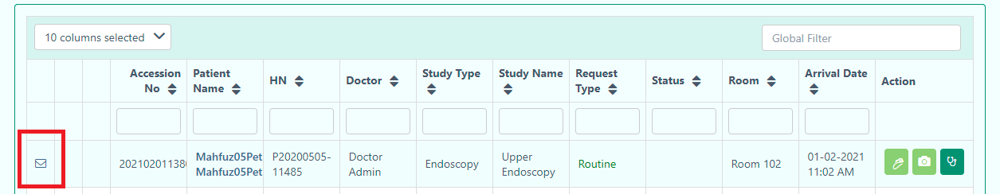 10 columns selected
Global Filter
Accession No
Patient Name
HN
Doctor
Study Type
Study Name
Request Type
Status
Room
Arrival Date
Action
Mahfuz05Pet
Mahfuz05Pet
P20200505-
11485
Doctor
Admin
Endoscopy
Upper
Endoscopy
Routine
Room 102
01-02-2021
11:02 AM